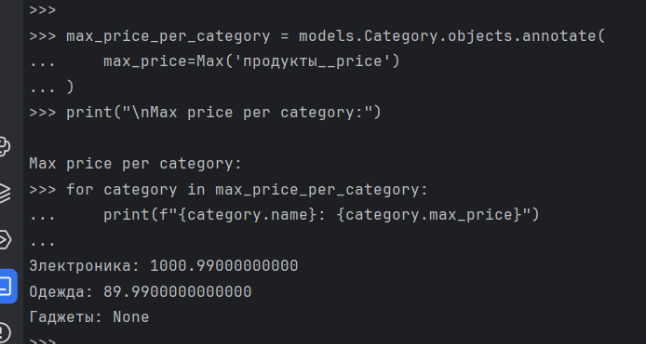 >>>
>>> max_price_per_category = models.Category.objects.annotate(
...     max_price=Max('продукты__price')
... )
>>> print("\nMax price per category:")
Max price per category:
>>> for category in max_price_per_category:
...     print(f"{category.name}: {category.max_price}")
...
Электроника: 1000.99000000000
Одежда: 89.9900000000000
Гаджеты: None
>>>